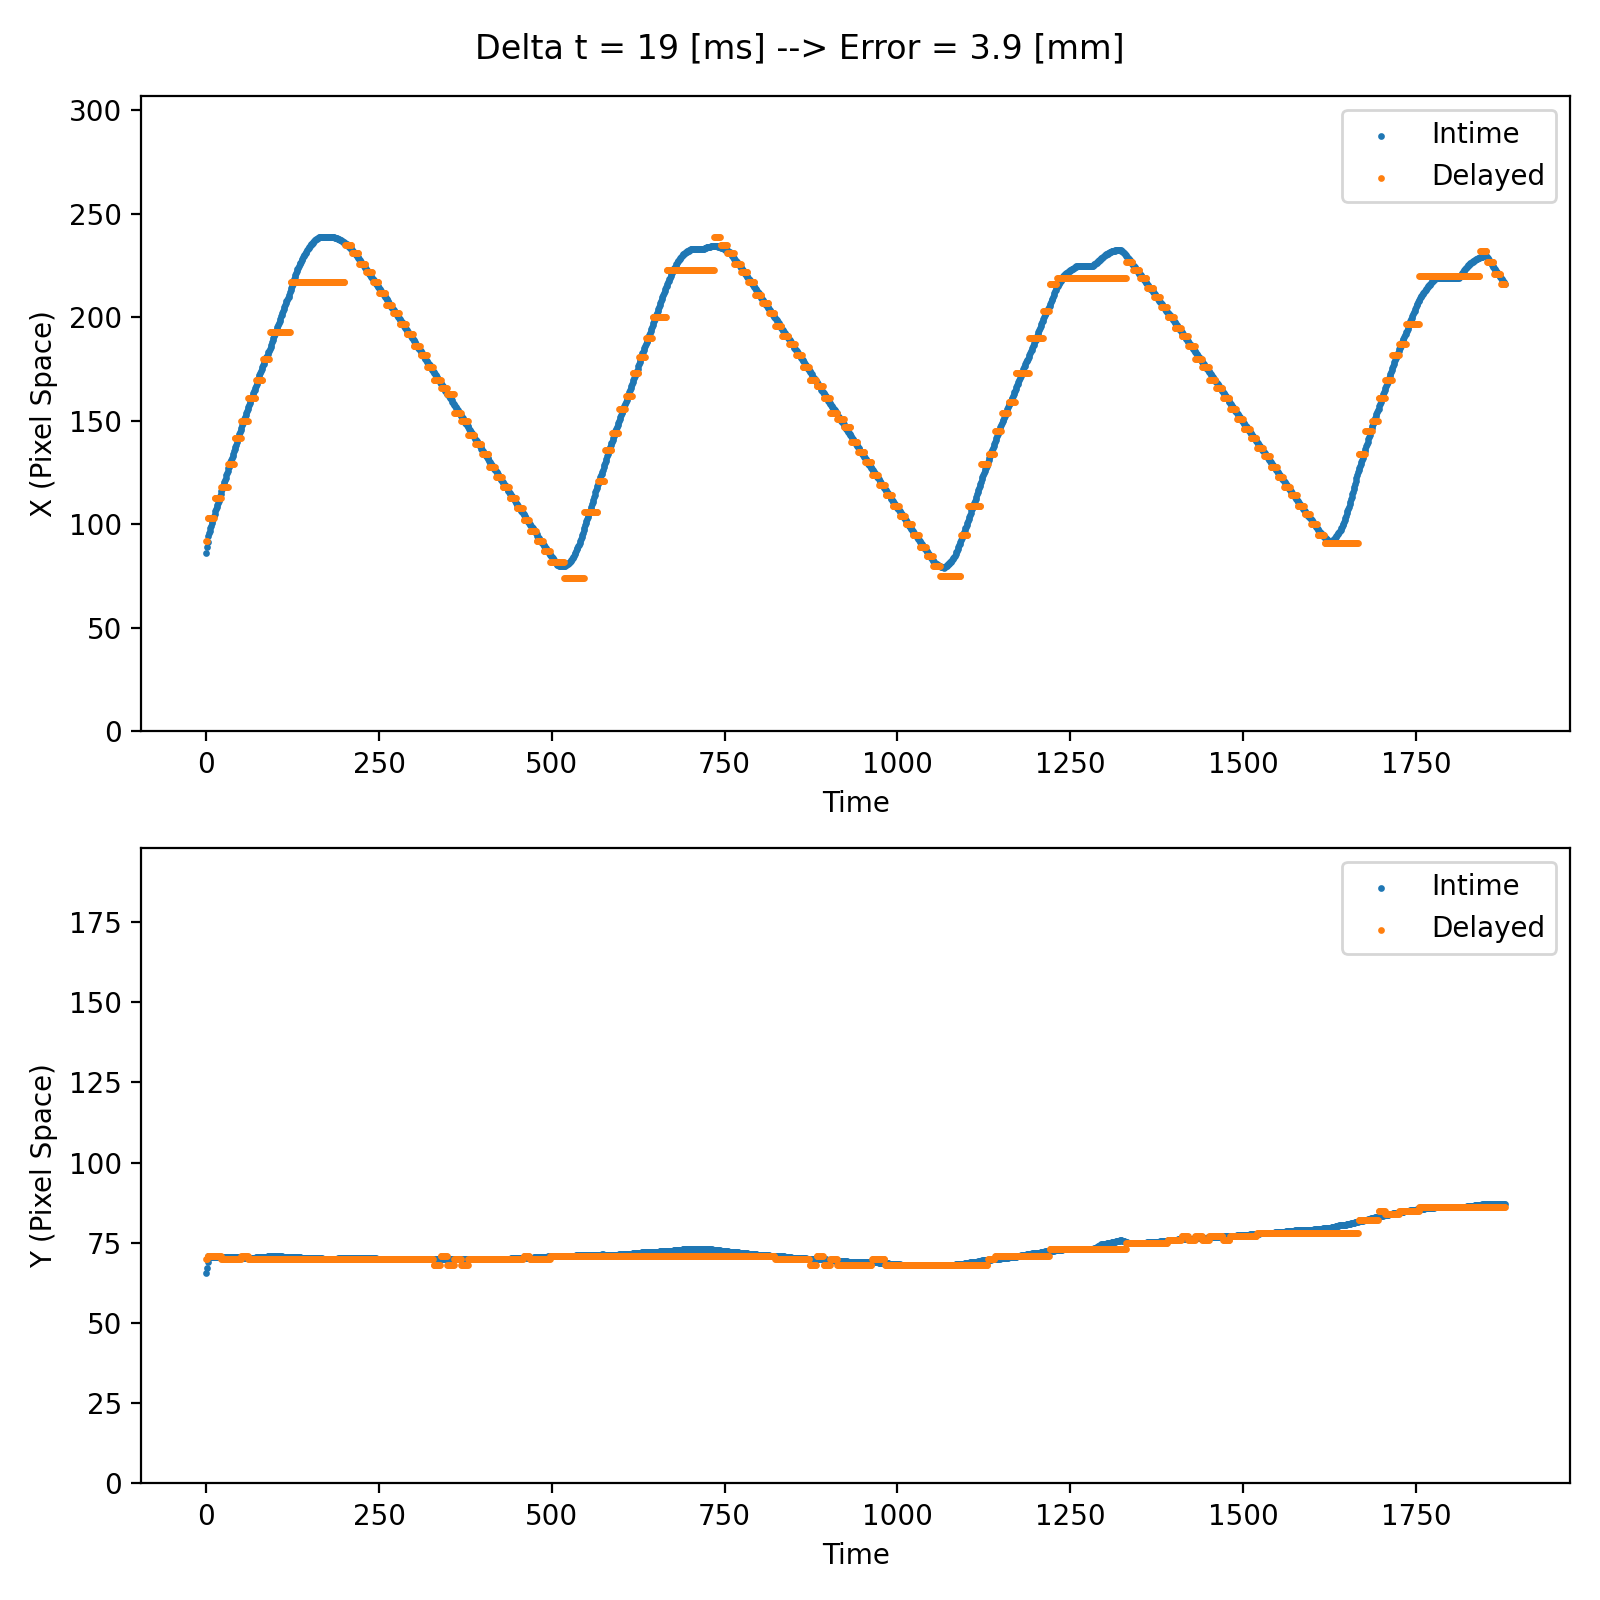 Delta t = 19 [ms] --> Error = 3.9 [mm]
300
250
200
150
100
50
0
X (Pixel Space)
Intime
Delayed
0 250 500 750 1000 1250 1500 1750
Time
175
150
125
100
75
50
25
0
Y (Pixel Space)
Intime
Delayed
0 250 500 750 1000 1250 1500 1750
Time